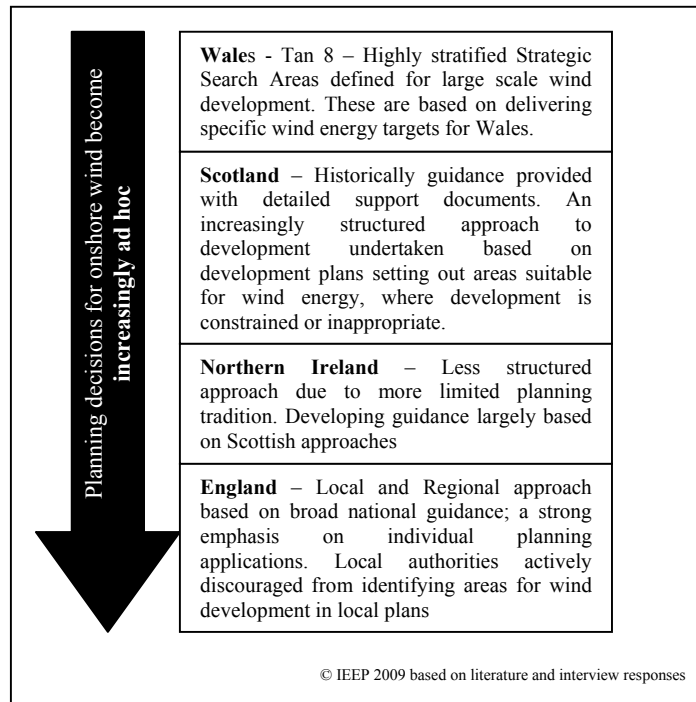 Planning decisions for onshore wind become
increasingly ad hoc
Wales - Tan 8 – Highly stratified Strategic
Search Areas defined for large scale wind
development. These are based on delivering
specific wind energy targets for Wales.
Scotland – Historically guidance provided
with detailed support documents. An
increasingly structured approach to
development undertaken based on
development plans setting out areas suitable
for wind energy, where development is
constrained or inappropriate.
Northern Ireland – Less structured
approach due to more limited planning
tradition. Developing guidance largely based
on Scottish approaches
England – Local and Regional approach
based on broad national guidance; a strong
emphasis on individual planning
applications. Local authorities actively
discouraged from identifying areas for wind
development in local plans
© IEEP 2009 based on literature and interview responses